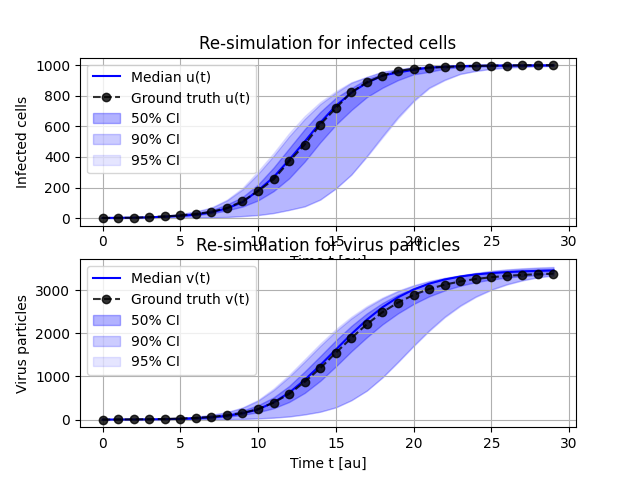 Re-simulation for infected cells
1000
800
600
400
200
0
Infected cells
Median u(t)
Ground truth u(t)
50% CI
90% CI
95% CI
0 5 10 15 20 25 30
Time t [au]
Re-simulation for virus particles
3000
2000
1000
0
Virus particles
Median v(t)
Ground truth v(t)
50% CI
90% CI
95% CI
0 5 10 15 20 25 30
Time t [au]